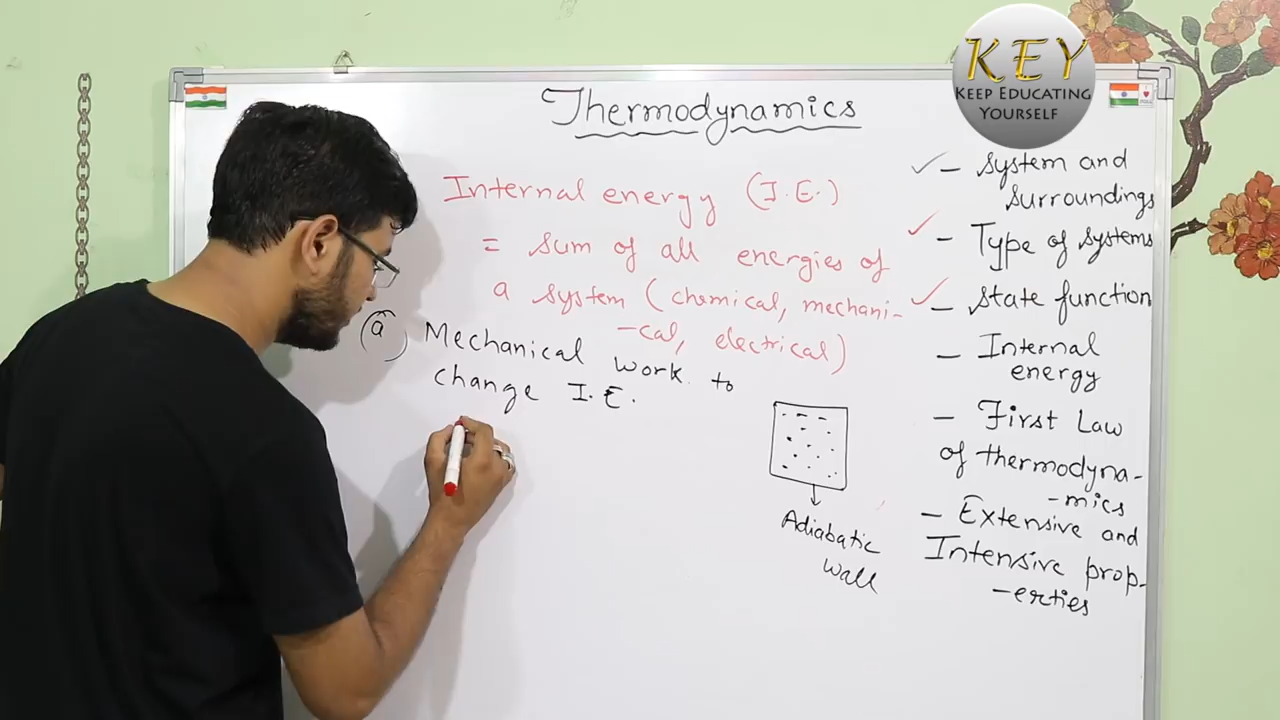 KEY
KEEP EDUCATING
YOURSELF
Thermodynamics
Internal energy (I.E.)
= sum of all energies of
a system (chemical, mechani-
-cal, electrical)
(a) Mechanical work to
change I.E.
Adiabatic
wall
- System and
surroundings
- Type of systems
- State function
- Internal
energy
- First Law
of thermodyna-
-mics
- Extensive and
Intensive prop-
-erties